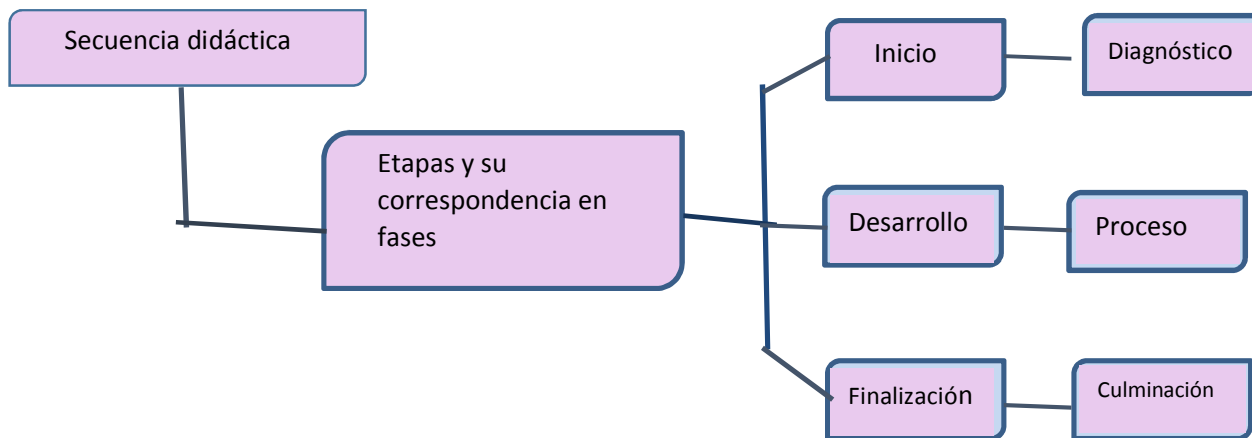 Secuencia didáctica
Etapas y su
correspondencia en
fases
Inicio
Diagnóstico
Desarrollo
Proceso
Finalización
Culminación